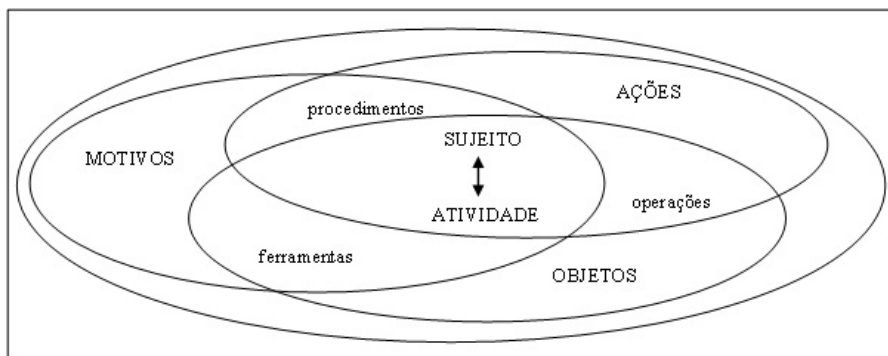 AÇÕES
procedimentos
SUJEITO
MOTIVOS
operações
ATIVIDADE
ferramentas
OBJETOS